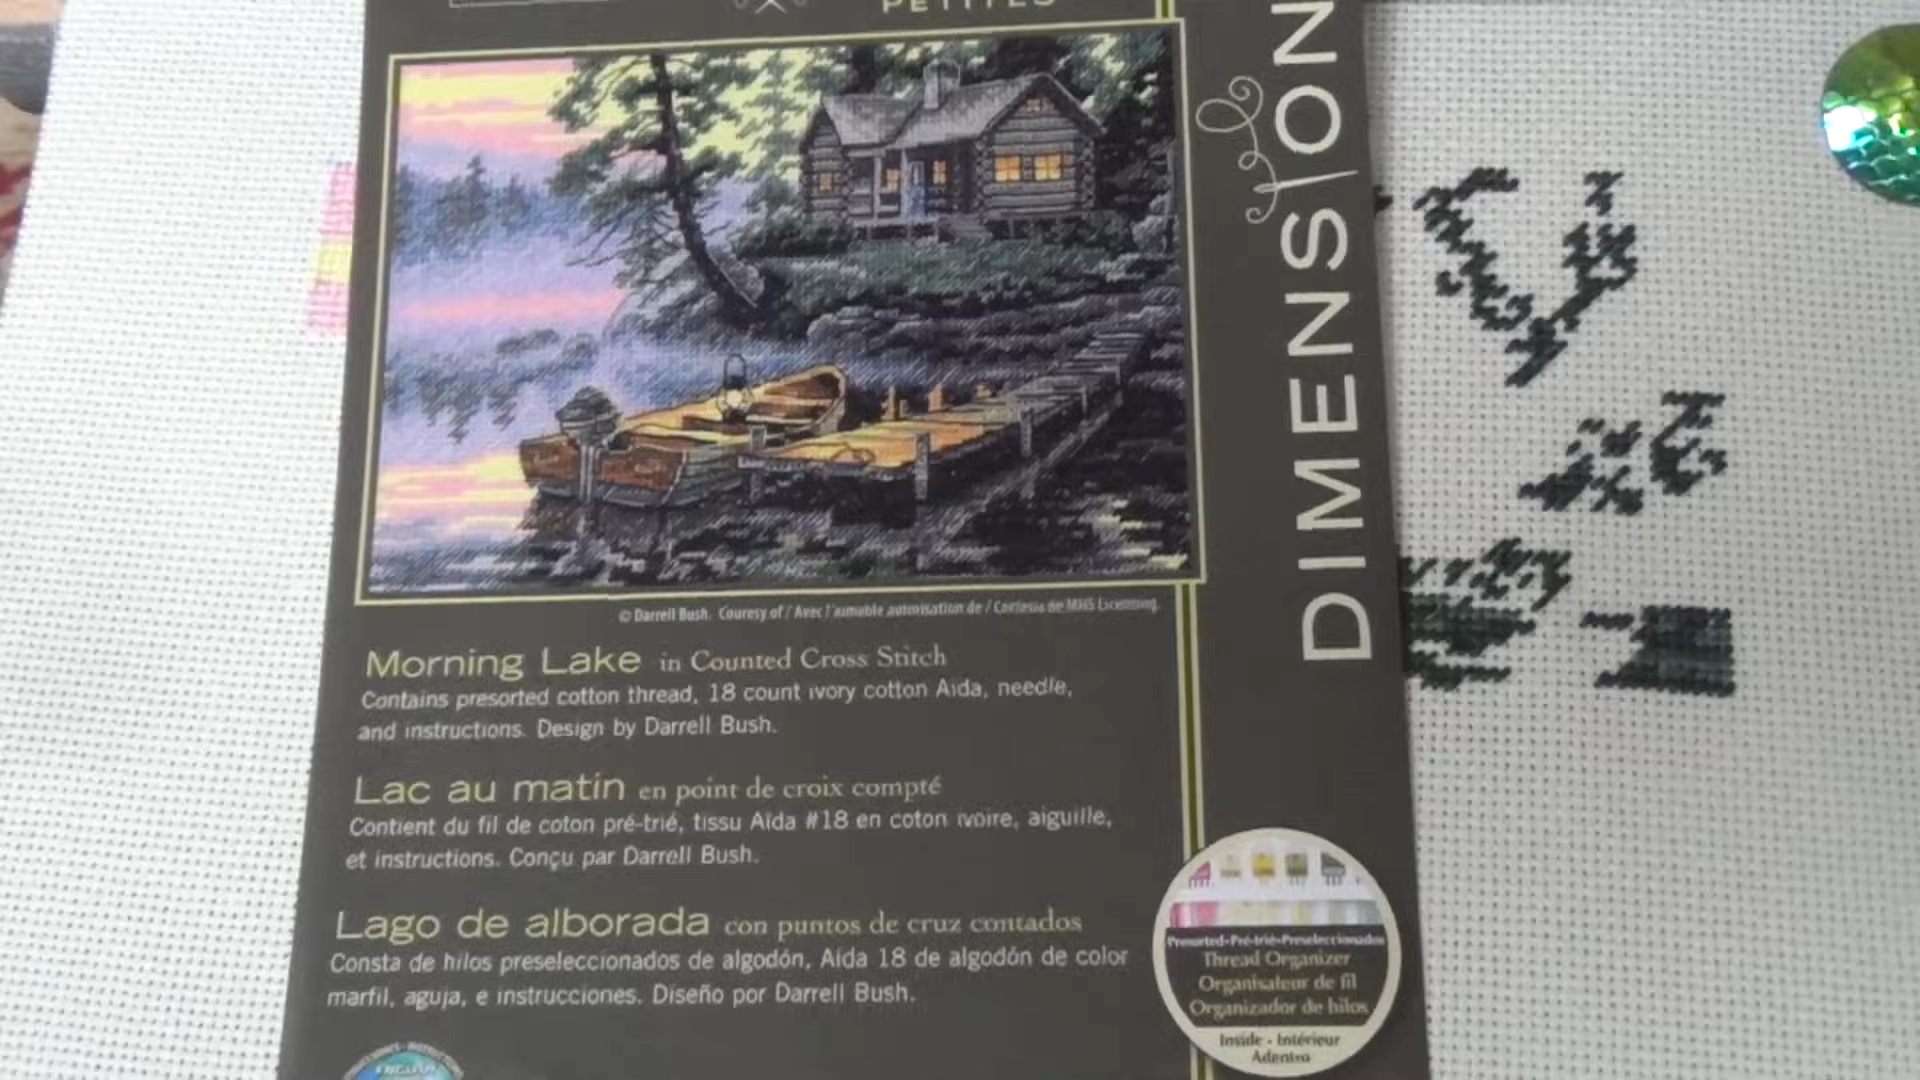 PETITES
DIMENSIONS
© Darrell Bush. Couresy of / Avec l'aimable autorisation de / Cortesía de MHS Licensing.
Morning Lake in Counted Cross Stitch
Contains presorted cotton thread, 18 count ivory cotton Aida, needle,
and instructions. Design by Darrell Bush.
Lac au matin en point de croix compté
Contient du fil de coton pré-trié, tissu Aida #18 en coton ivoire, aiguille,
et instructions. Conçu par Darrell Bush.
Lago de alborada con puntos de cruz contados
Consta de hilos preseleccionados de algodón, Aida 18 de algodón de color
marfil, aguja, e instrucciones. Diseño por Darrell Bush.
Presorted-Pré-trié-Preseleccionados
Thread Organizer
Organisateur de fil
Organizador de hilos
Inside - Intérieur
Adentro
ENGLISH